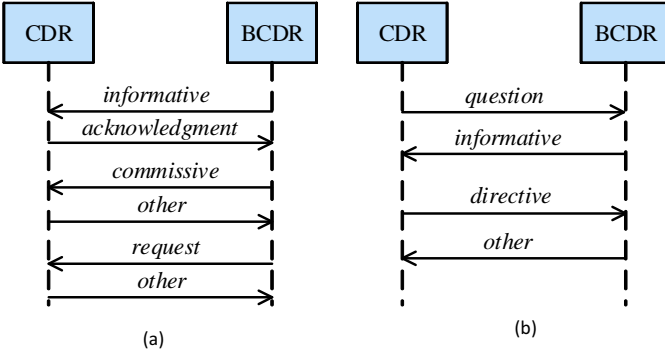 CDR
BCDR
informative
acknowledgment
commissive
other
request
other
(a)
CDR
BCDR
question
informative
directive
other
(b)